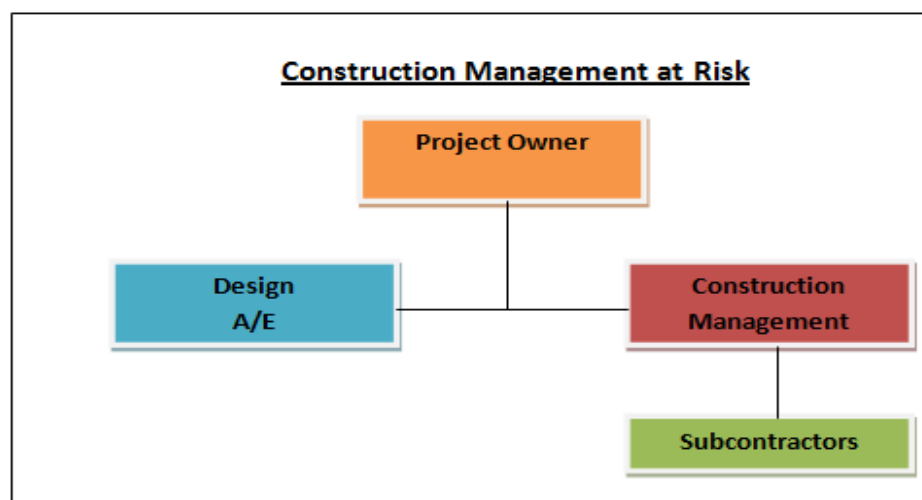 Construction Management at Risk
Project Owner
Design
A/E
Construction
Management
Subcontractors